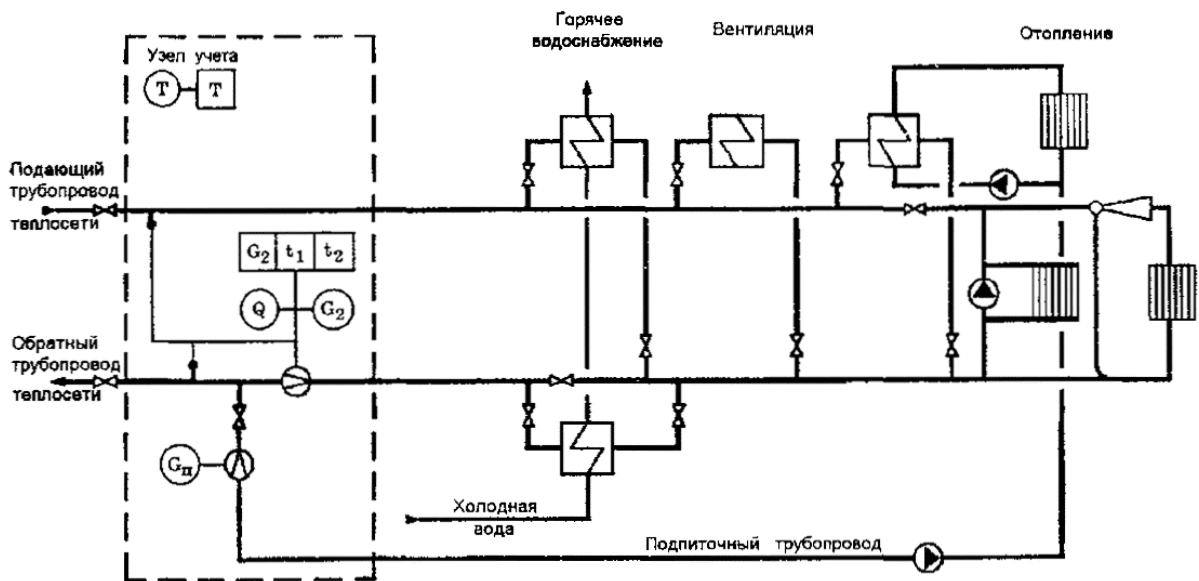 Горячее
водоснабжение
Вентиляция
Отопление
Узел учета
T T
Подающий
трубопровод
теплосети
G₂ t₁ t₂
Q G₂
Обратный
трубопровод
теплосети
Gп
Холодная
вода
Подпиточный трубопровод